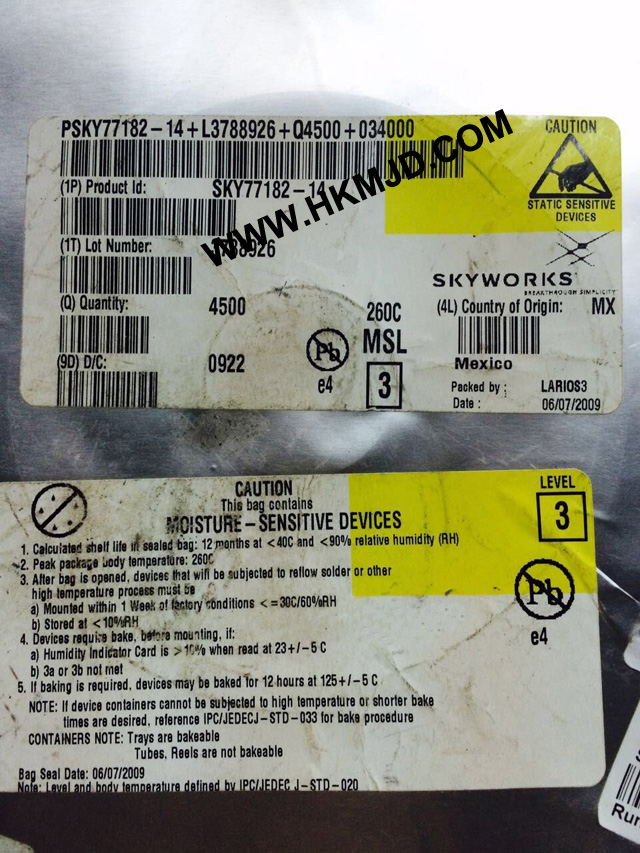 PSKY77182-14+L3788926+Q4500+034000
CAUTION
(1P) Product Id: SKY77182-14
STATIC SENSITIVE
DEVICES
WWW.HKMJD.COM
(1T) Lot Number: 8926
SKYWORKS
BREAKTHROUGH SIMPLICITY
(Q) Quantity: 4500
260C
(4L) Country of Origin: MX
MSL
3
Pb
e4
(9D) D/C: 0922
Mexico
Packed by : LARIOS3
Date : 06/07/2009
CAUTION
This bag contains
MOISTURE-SENSITIVE DEVICES
LEVEL
3
Pb
e4
1. Calculated shelf life in sealed bag: 12 months at <40C and <90% relative humidity (RH)
2. Peak package body temperature: 260C
3. After bag is opened, devices that will be subjected to reflow solder or other
high temperature process must be
a) Mounted within 1 Week of factory conditions <=30C/60%RH
b) Stored at <10%RH
4. Devices require bake, before mounting, if:
a) Humidity Indicator Card is >10% when read at 23+/-5 C
b) 3a or 3b not met
5. If baking is required, devices may be baked for 12 hours at 125+/-5 C
NOTE: If device containers cannot be subjected to high temperature or shorter bake
times are desired, reference IPC/JEDECJ-STD-033 for bake procedure
CONTAINERS NOTE: Trays are bakeable
Tubes, Reels are not bakeable
Bag Seal Date: 06/07/2009
Note: Level and body temperature defined by IPC/JEDEC J-STD-020